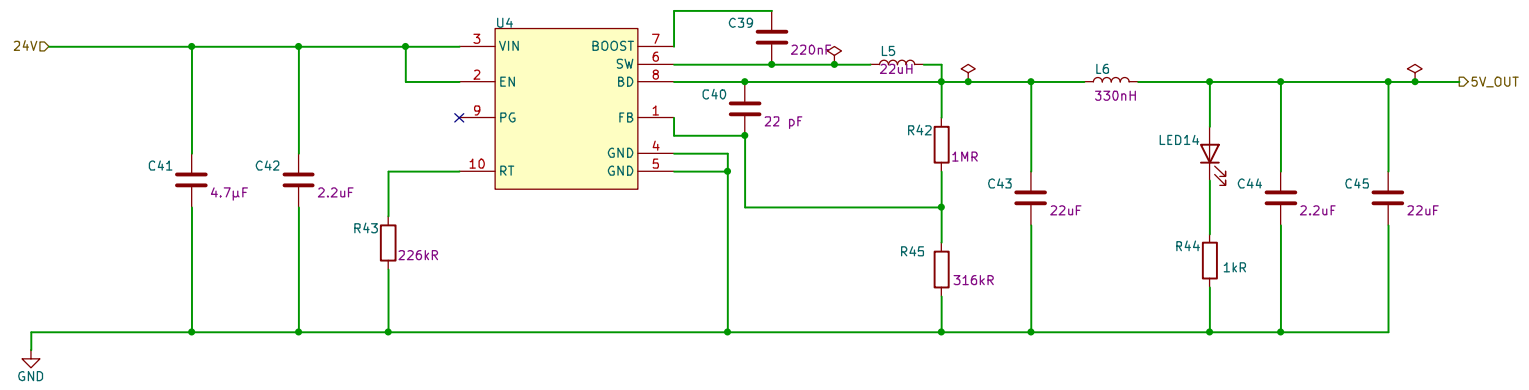 24V
U4
3
VIN
2
EN
9
PG
10
RT
BOOST
7
SW
6
BD
8
FB
1
GND
4
GND
5
C39
220nF
L5
22uH
C40
22 pF
L6
330nH
5V_OUT
R42
1MR
LED14
C41
4.7µF
C42
2.2uF
C43
22uF
C44
2.2uF
C45
22uF
R43
226kR
R45
316kR
R44
1kR
GND